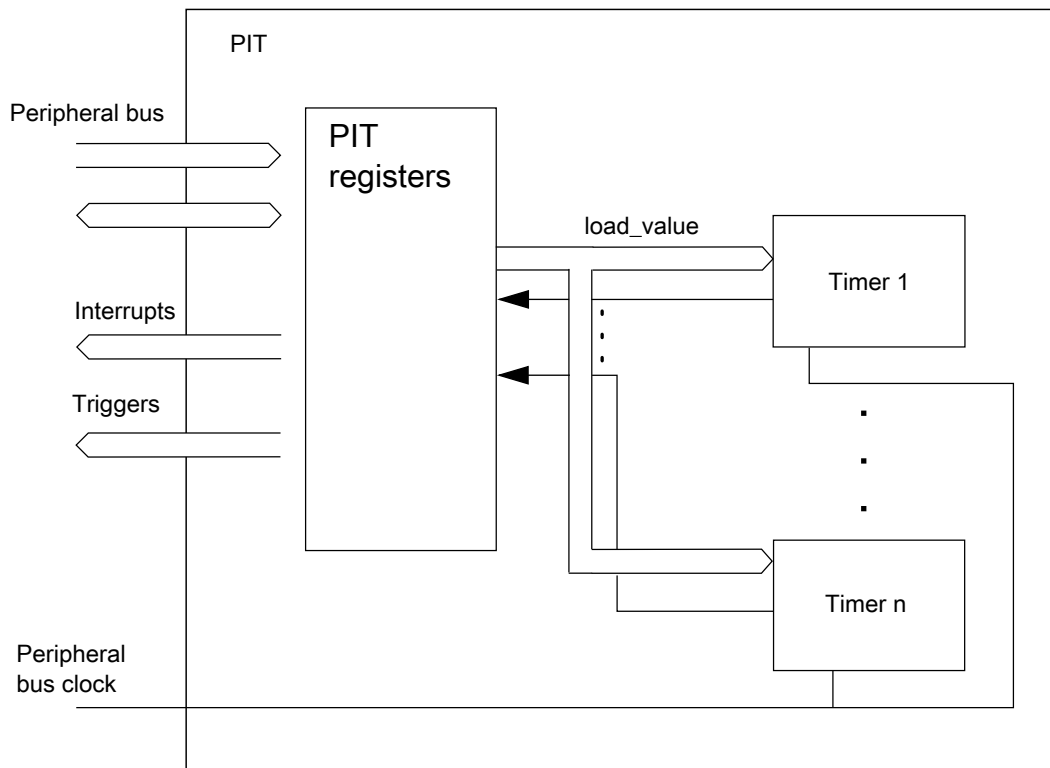 PIT
Peripheral bus
PIT
registers
load_value
Timer 1
Interrupts
Triggers
Timer n
Peripheral
bus clock